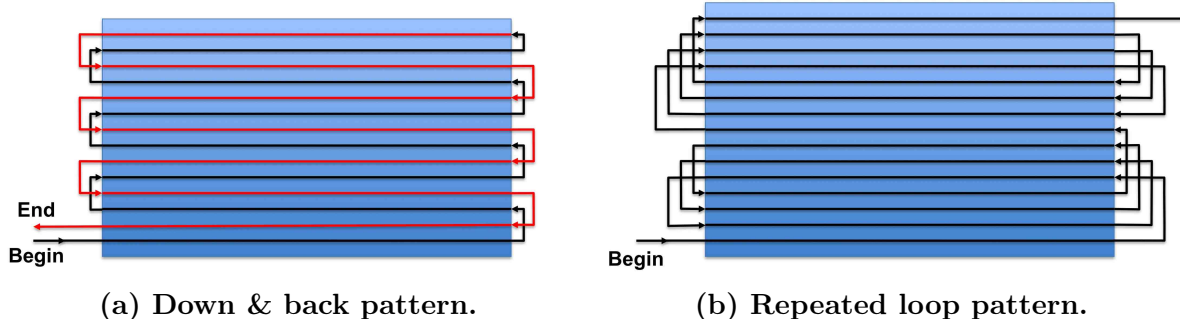 End
Begin
Begin
(a) Down & back pattern.
(b) Repeated loop pattern.